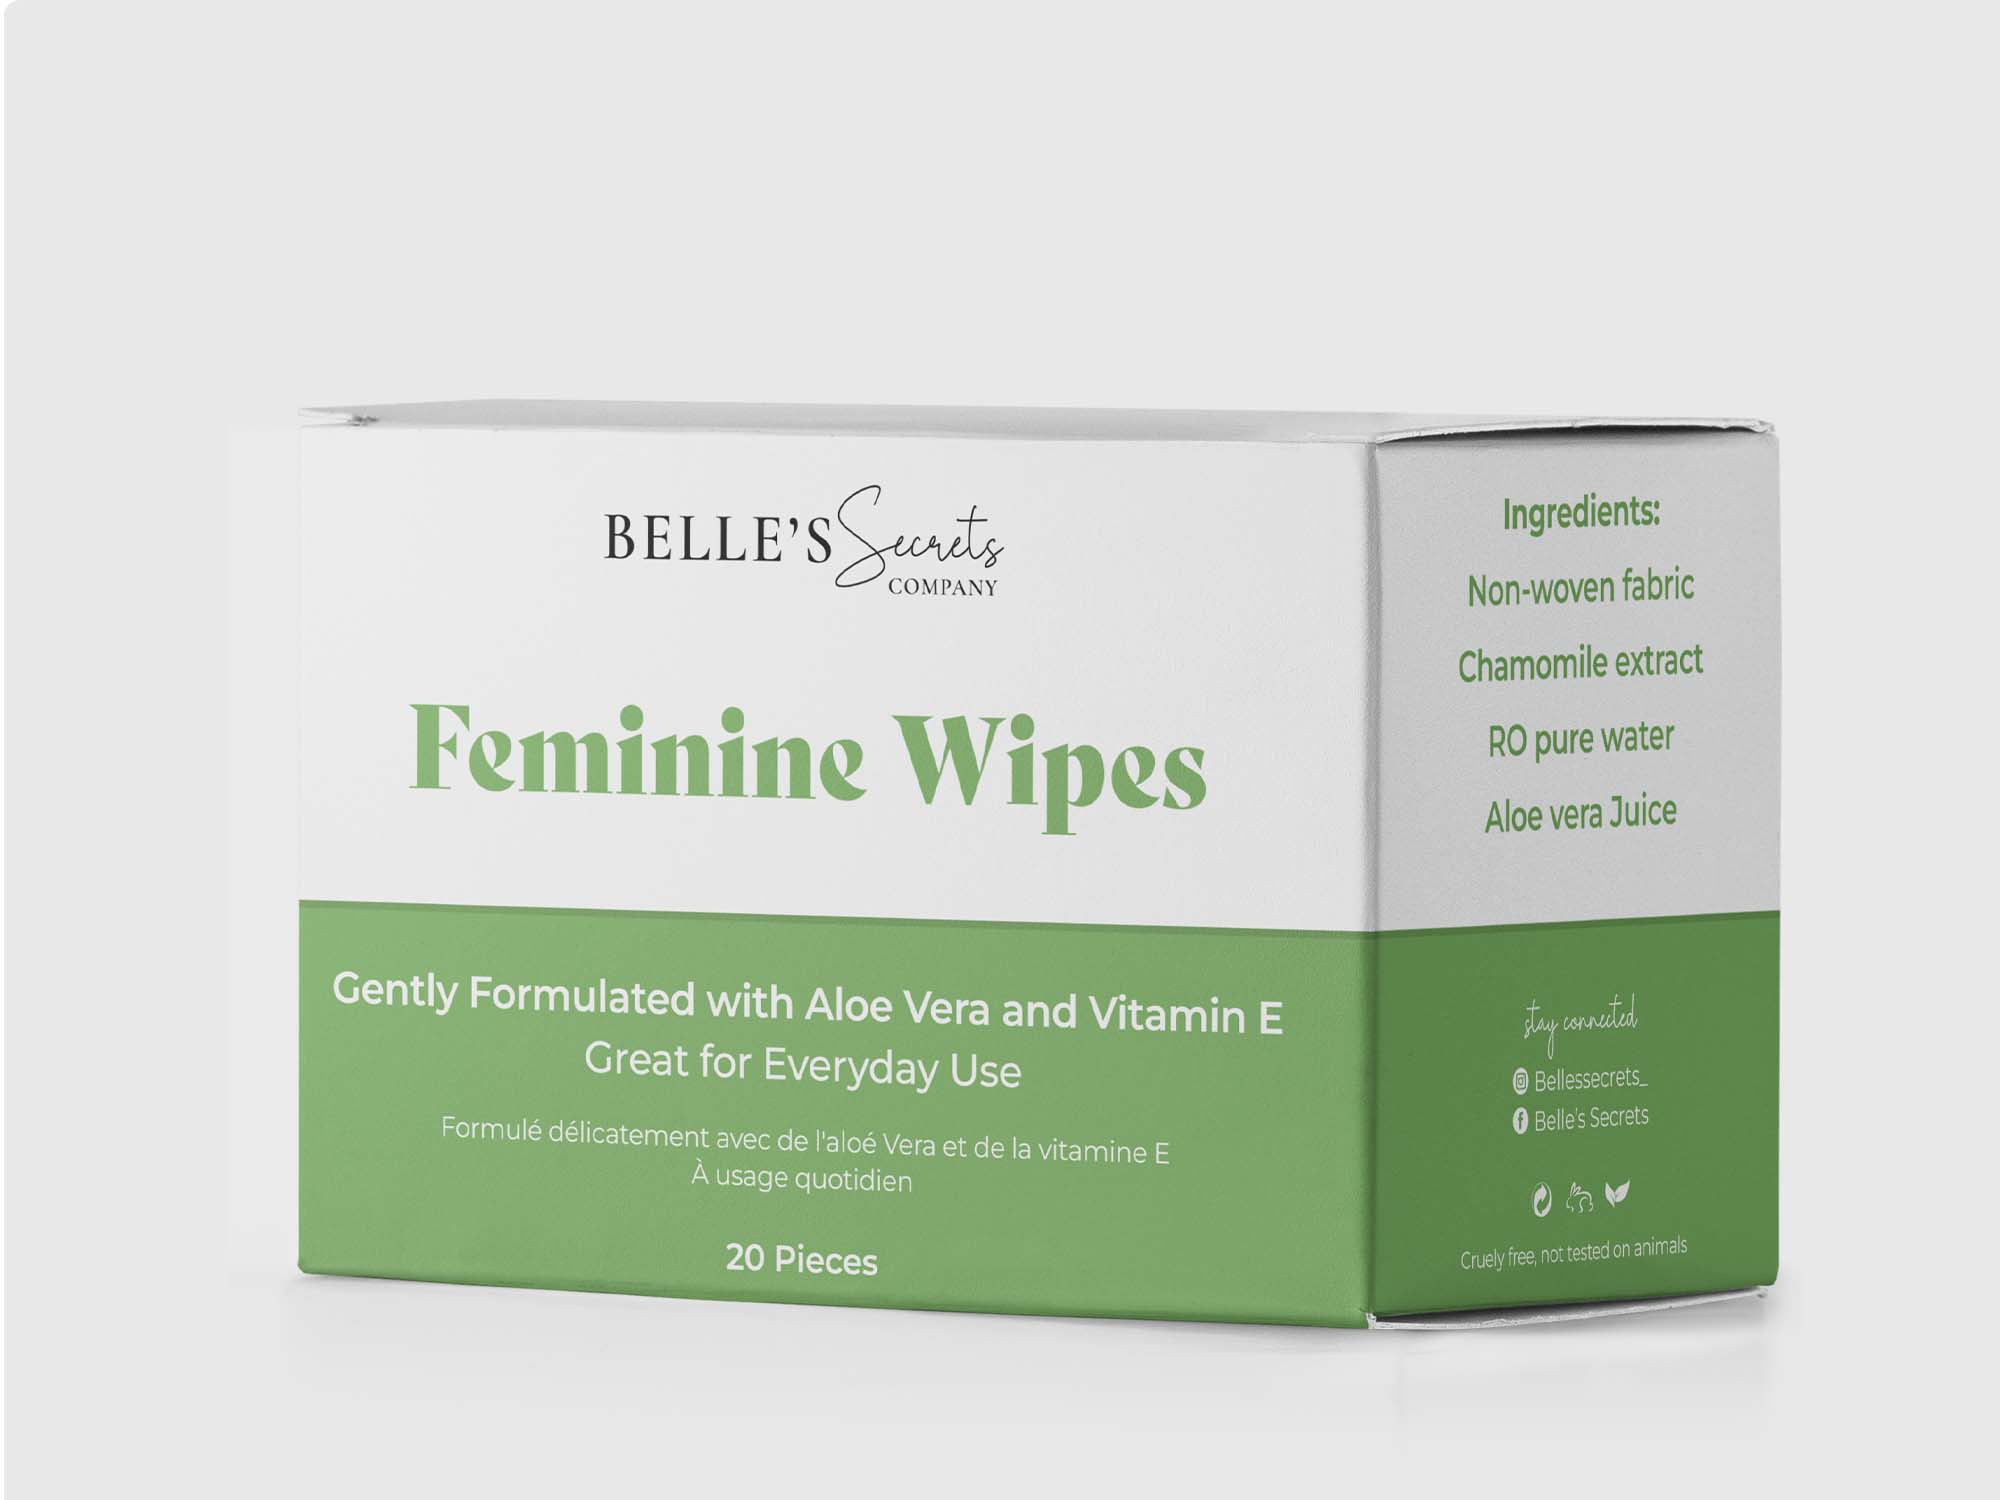 BELLE'S Secrets
COMPANY
Feminine Wipes
Gently Formulated with Aloe Vera and Vitamin E
Great for Everyday Use
Formulé délicatement avec de l'aloé Vera et de la vitamine E
À usage quotidien
20 Pieces
Ingredients:
Non-woven fabric
Chamomile extract
RO pure water
Aloe vera Juice
stay connected
Bellessecrets_
Belle's Secrets
Cruely free, not tested on animals